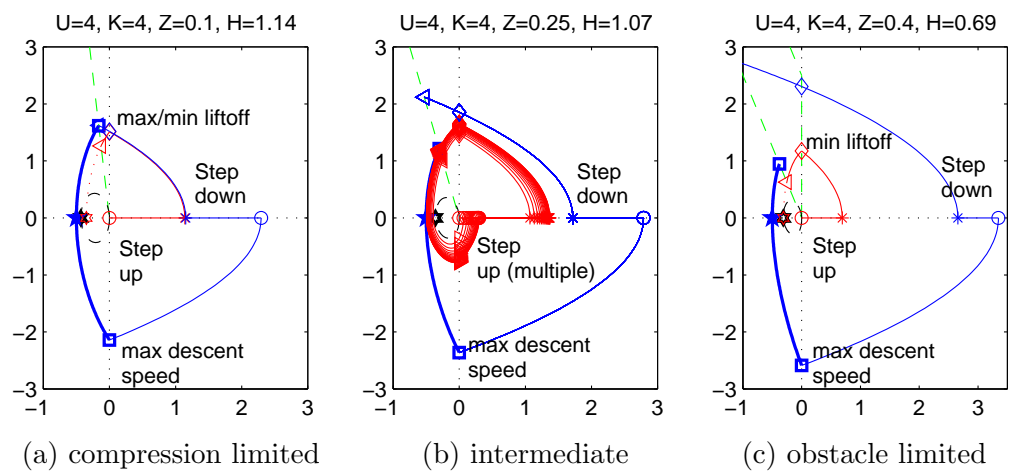 U=4, K=4, Z=0.1, H=1.14
3
2
1
0
−1
−2
−3
−1
0
1
2
3
max/min liftoff
Step
down
Step
up
max descent
speed
(a) compression limited
U=4, K=4, Z=0.25, H=1.07
3
2
1
0
−1
−2
−3
−1
0
1
2
3
Step
down
Step
up (multiple)
max descent
speed
(b) intermediate
U=4, K=4, Z=0.4, H=0.69
3
2
1
0
−1
−2
−3
−1
0
1
2
3
min liftoff
Step
down
Step
up
max descent
speed
(c) obstacle limited